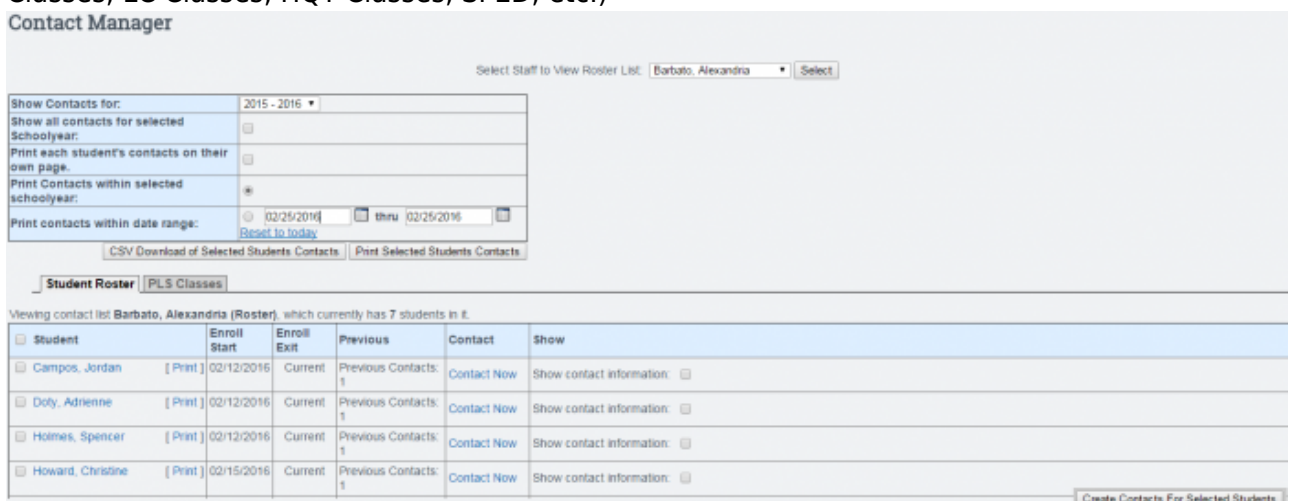 Classes, EC Classes, HQT Classes, SPED, etc.)
Contact Manager
Select Staff to View Roster List: Barbato, Alexandria Select
Show Contacts for: 2015 - 2016
Show all contacts for selected
Schoolyear:
Print each student's contacts on their
own page.
Print Contacts within selected
schoolyear:
Print contacts within date range: 02/25/2016 thru 02/25/2016
Reset to today
CSV Download of Selected Students Contacts Print Selected Students Contacts
Student Roster PLS Classes
Viewing contact list Barbato, Alexandria (Roster), which currently has 7 students in it.
Student Enroll Start Enroll Exit Previous Contact Show
Campos, Jordan [ Print ] 02/12/2016 Current Previous Contacts: 1 Contact Now Show contact information:
Doty, Adrienne [ Print ] 02/12/2016 Current Previous Contacts: 1 Contact Now Show contact information:
Holmes, Spencer [ Print ] 02/12/2016 Current Previous Contacts: 1 Contact Now Show contact information:
Howard, Christine [ Print ] 02/15/2016 Current Previous Contacts: 1 Contact Now Show contact information:
Create Contacts For Selected Students